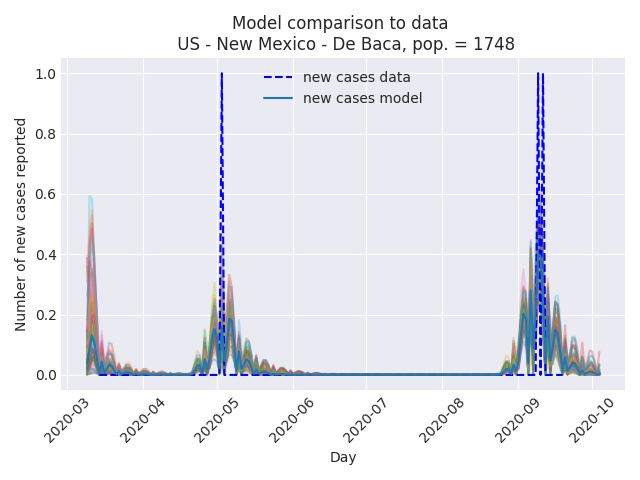 Model comparison to data
US - New Mexico - De Baca, pop. = 1748
new cases data
new cases model
Number of new cases reported
1.0
0.8
0.6
0.4
0.2
0.0
2020-03
2020-04
2020-05
2020-06
2020-07
2020-08
2020-09
2020-10
Day